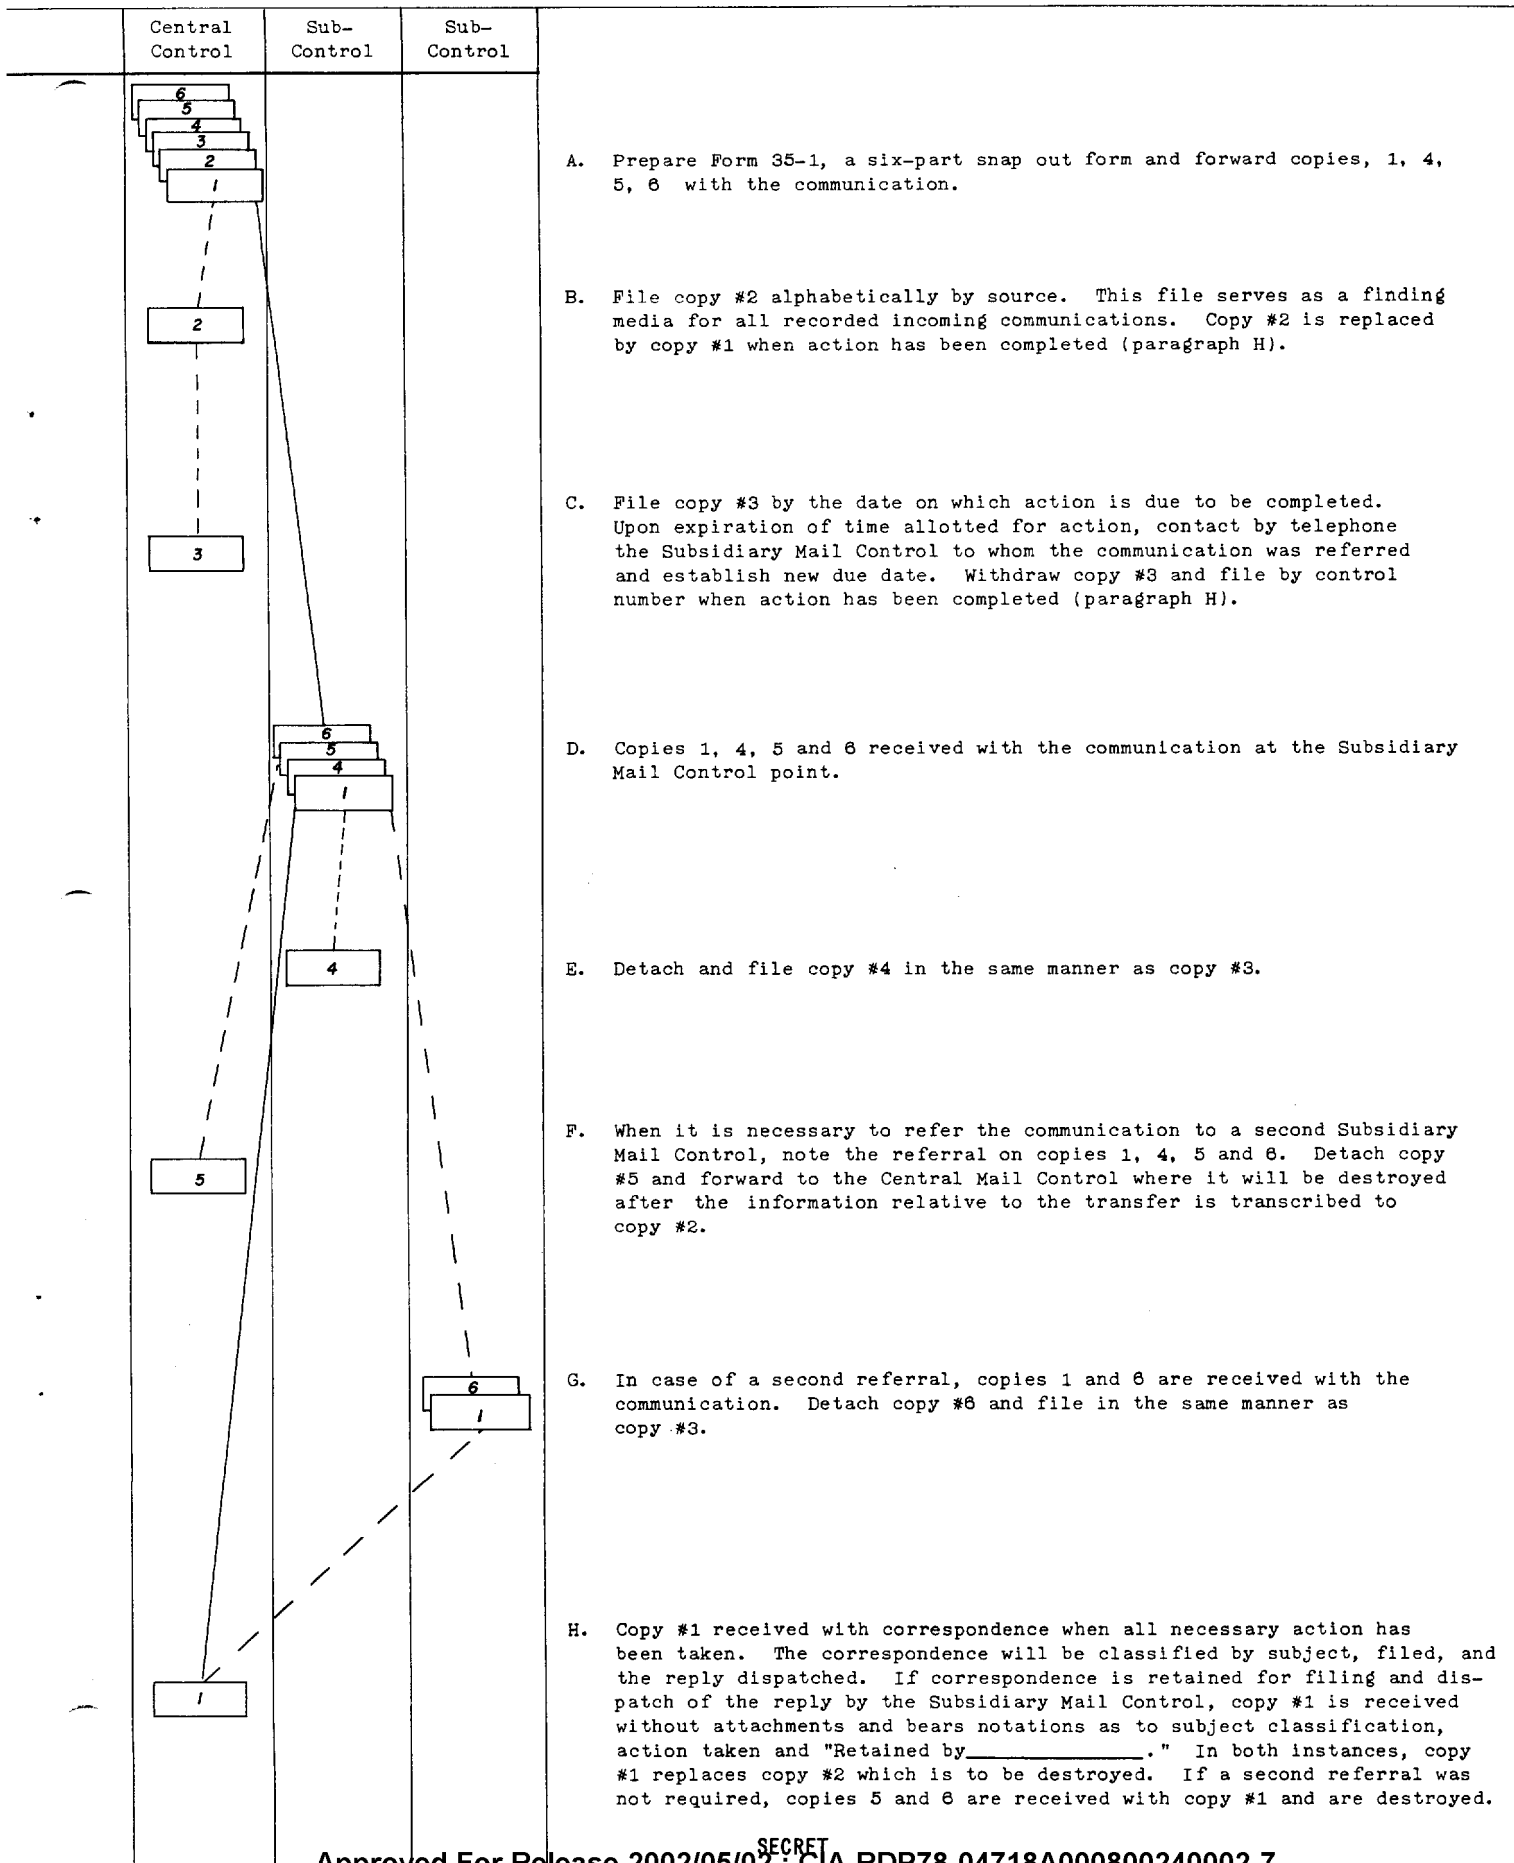 Central Control
Sub- Control
Sub- Control
6
5
4
3
2
1
A. Prepare Form 35-1, a six-part snap out form and forward copies, 1, 4,
5, 6 with the communication.
2
B. File copy #2 alphabetically by source. This file serves as a finding
media for all recorded incoming communications. Copy #2 is replaced
by copy #1 when action has been completed (paragraph H).
3
C. File copy #3 by the date on which action is due to be completed.
Upon expiration of time allotted for action, contact by telephone
the Subsidiary Mail Control to whom the communication was referred
and establish new due date. Withdraw copy #3 and file by control
number when action has been completed (paragraph H).
6
5
4
1
D. Copies 1, 4, 5 and 6 received with the communication at the Subsidiary
Mail Control point.
4
E. Detach and file copy #4 in the same manner as copy #3.
5
F. When it is necessary to refer the communication to a second Subsidiary
Mail Control, note the referral on copies 1, 4, 5 and 6. Detach copy
#5 and forward to the Central Mail Control where it will be destroyed
after the information relative to the transfer is transcribed to
copy #2.
6
1
G. In case of a second referral, copies 1 and 6 are received with the
communication. Detach copy #6 and file in the same manner as
copy #3.
1
H. Copy #1 received with correspondence when all necessary action has
been taken. The correspondence will be classified by subject, filed, and
the reply dispatched. If correspondence is retained for filing and dis-
patch of the reply by the Subsidiary Mail Control, copy #1 is received
without attachments and bears notations as to subject classification,
action taken and "Retained by______________." In both instances, copy
#1 replaces copy #2 which is to be destroyed. If a second referral was
not required, copies 5 and 6 are received with copy #1 and are destroyed.
SECRET
Approved For Release 2002/05/02 : CIA-RDP78-04718A000800240002-7